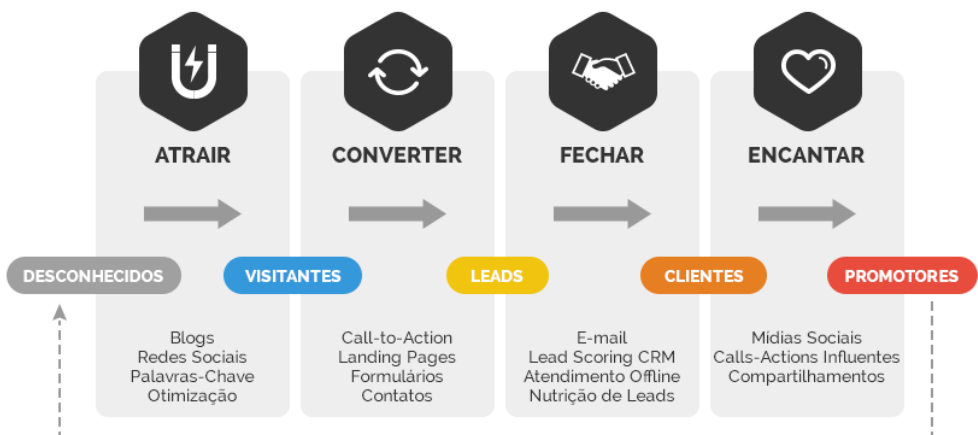 ATRAIR
CONVERTER
FECHAR
ENCANTAR
DESCONHECIDOS
VISITANTES
LEADS
CLIENTES
PROMOTORES
Blogs
Redes Sociais
Palavras-Chave
Otimização
Call-to-Action
Landing Pages
Formulários
Contatos
E-mail
Lead Scoring CRM
Atendimento Offline
Nutrição de Leads
Mídias Sociais
Calls-Actions Influentes
Compartilhamentos